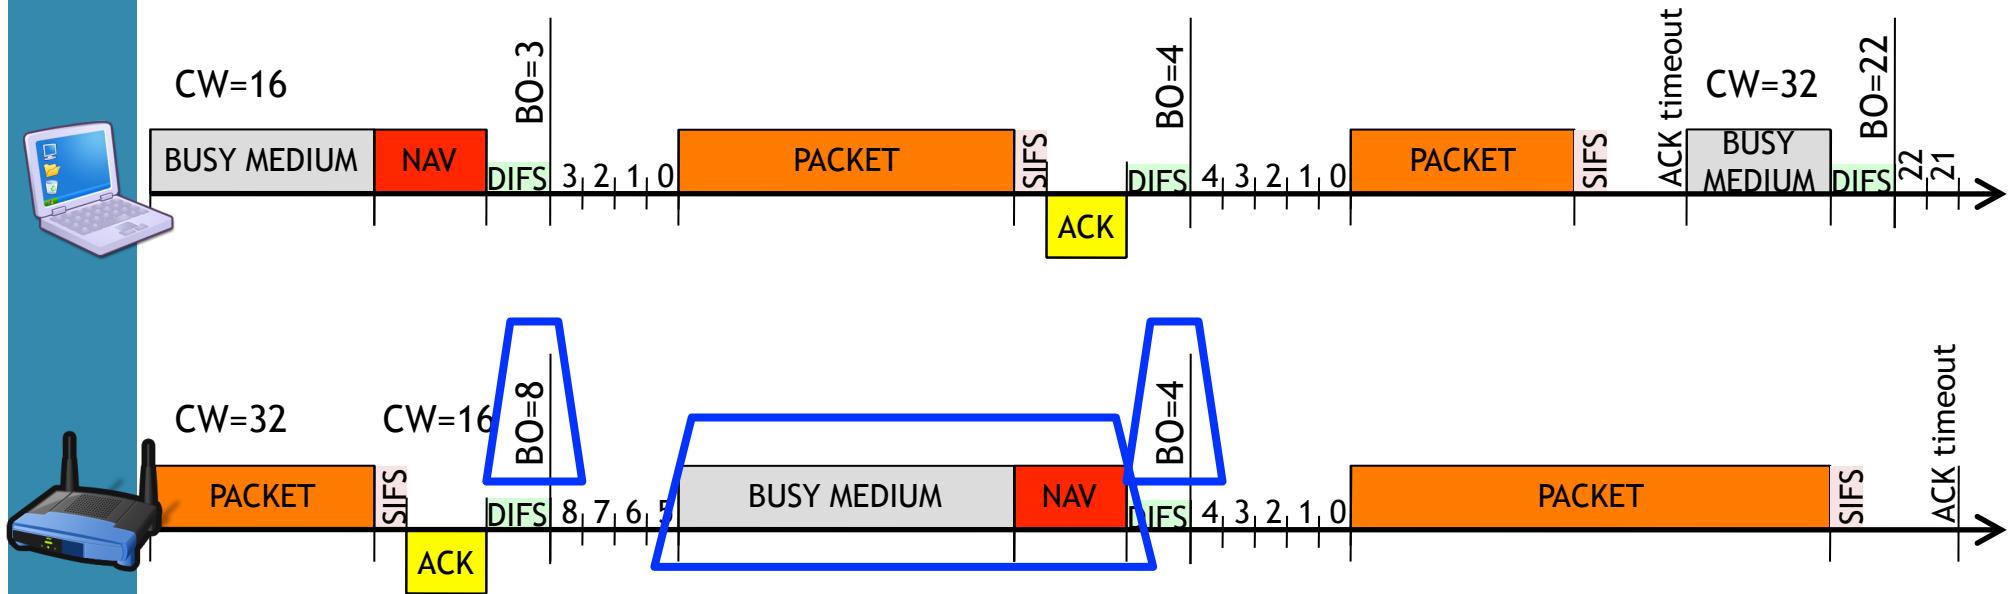 CW=16
BUSY MEDIUM
NAV
DIFS
BO=3
3 2 1 0
PACKET
SIFS
ACK
DIFS
BO=4
4 3 2 1 0
PACKET
SIFS
ACK timeout
CW=32
BUSY
MEDIUM
DIFS
BO=22
22
21
CW=32
PACKET
SIFS
CW=16
ACK
DIFS
BO=8
8 7 6 5
BUSY MEDIUM
NAV
DIFS
BO=4
4 3 2 1 0
PACKET
SIFS
ACK timeout